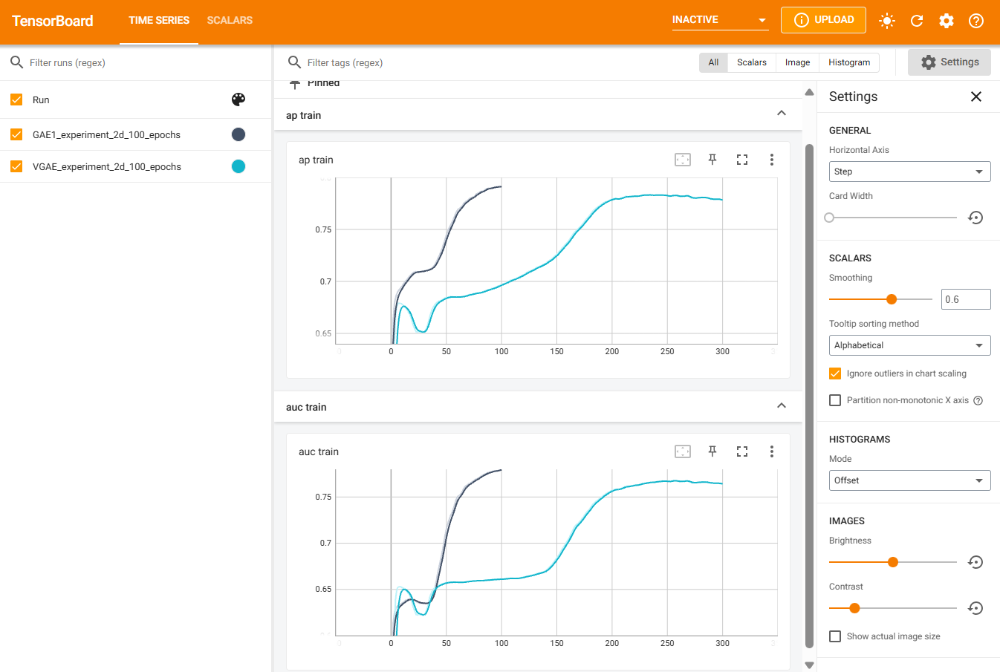 TensorBoard
TIME SERIES
SCALARS
INACTIVE
UPLOAD
Filter runs (regex)
Run
GAE1_experiment_2d_100_epochs
VGAE_experiment_2d_100_epochs
Filter tags (regex)
All
Scalars
Image
Histogram
Settings
Pinned
ap train
ap train
0.75
0.7
0.65
0
50
100
150
200
250
300
auc train
auc train
0.75
0.7
0.65
0
50
100
150
200
250
300
Settings
GENERAL
Horizontal Axis
Step
Card Width
SCALARS
Smoothing
0.6
Tooltip sorting method
Alphabetical
Ignore outliers in chart scaling
Partition non-monotonic X axis
HISTOGRAMS
Mode
Offset
IMAGES
Brightness
Contrast
Show actual image size